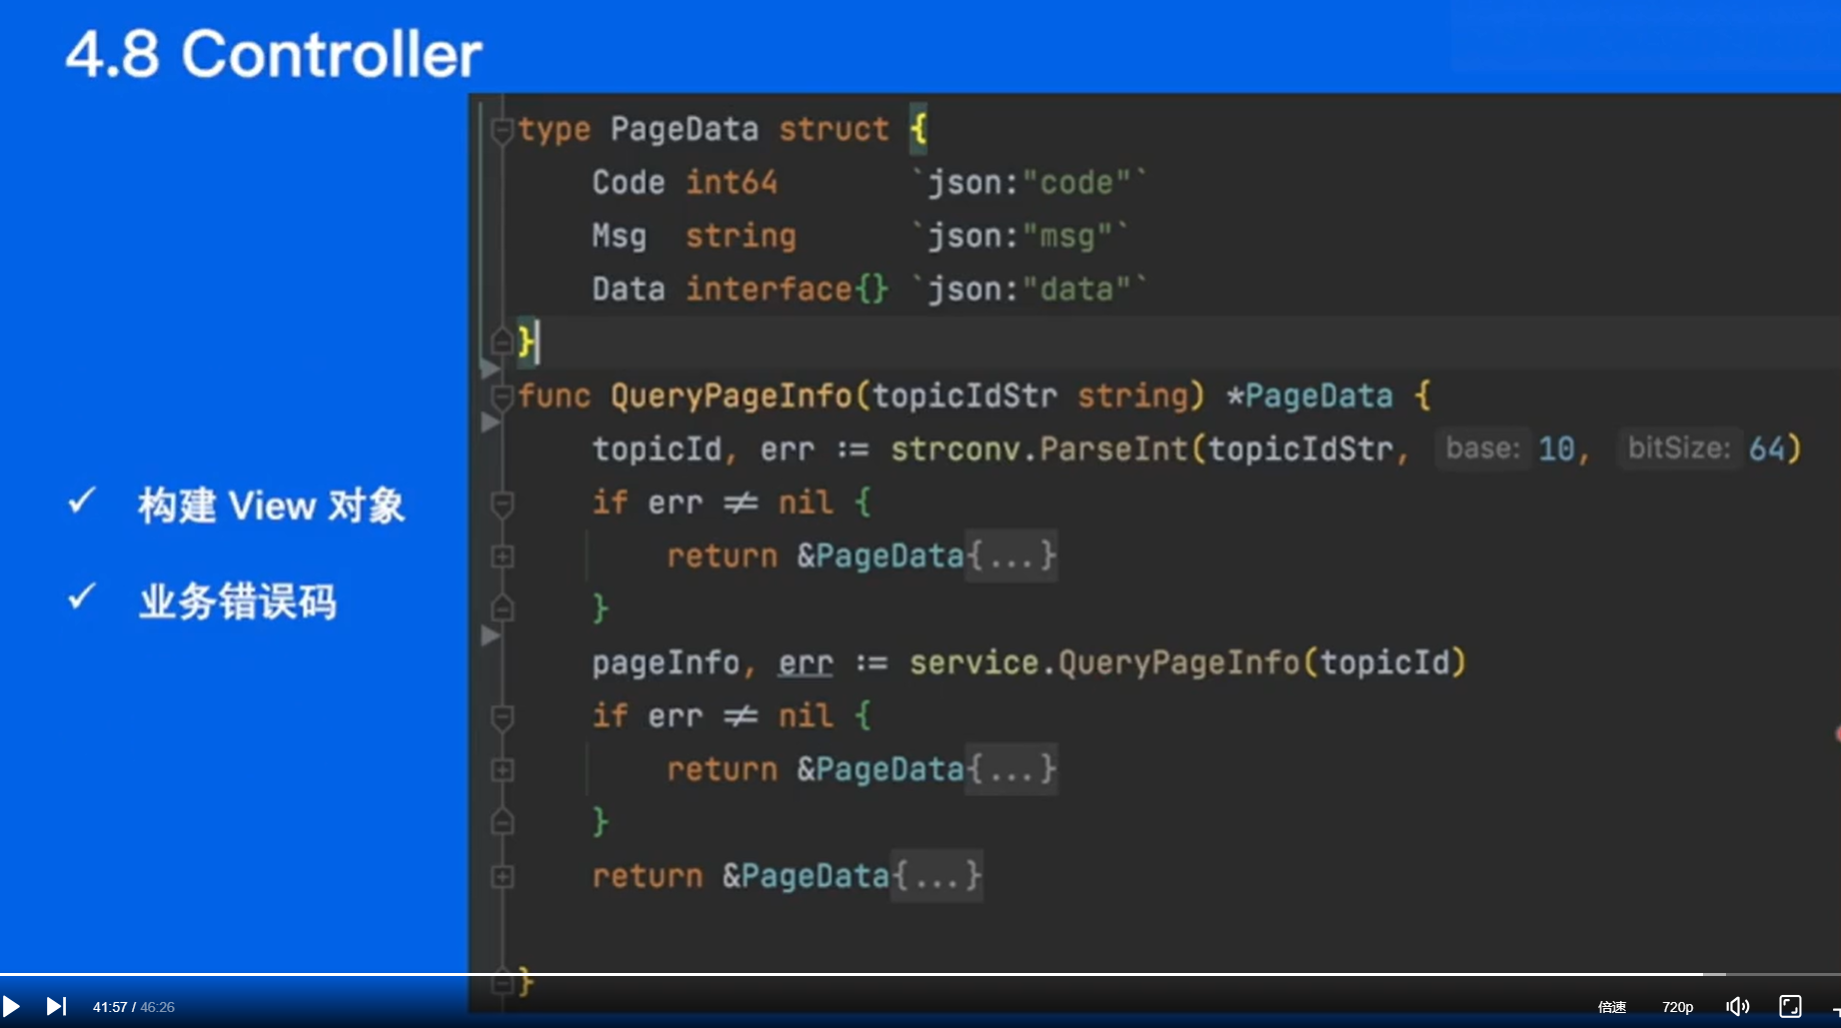 4.8 Controller
type PageData struct {
Code int64 `json:"code"`
Msg string `json:"msg"`
Data interface{} `json:"data"`
}
func QueryPageInfo(topicIdStr string) *PageData {
topicId, err := strconv.ParseInt(topicIdStr, base: 10, bitSize: 64)
if err ≠ nil {
return &PageData{...}
}
pageInfo, err := service.QueryPageInfo(topicId)
if err ≠ nil {
return &PageData{...}
}
return &PageData{...}
}
✓ 构建 View 对象
✓ 业务错误码
41:57 / 46:26
倍速
720p